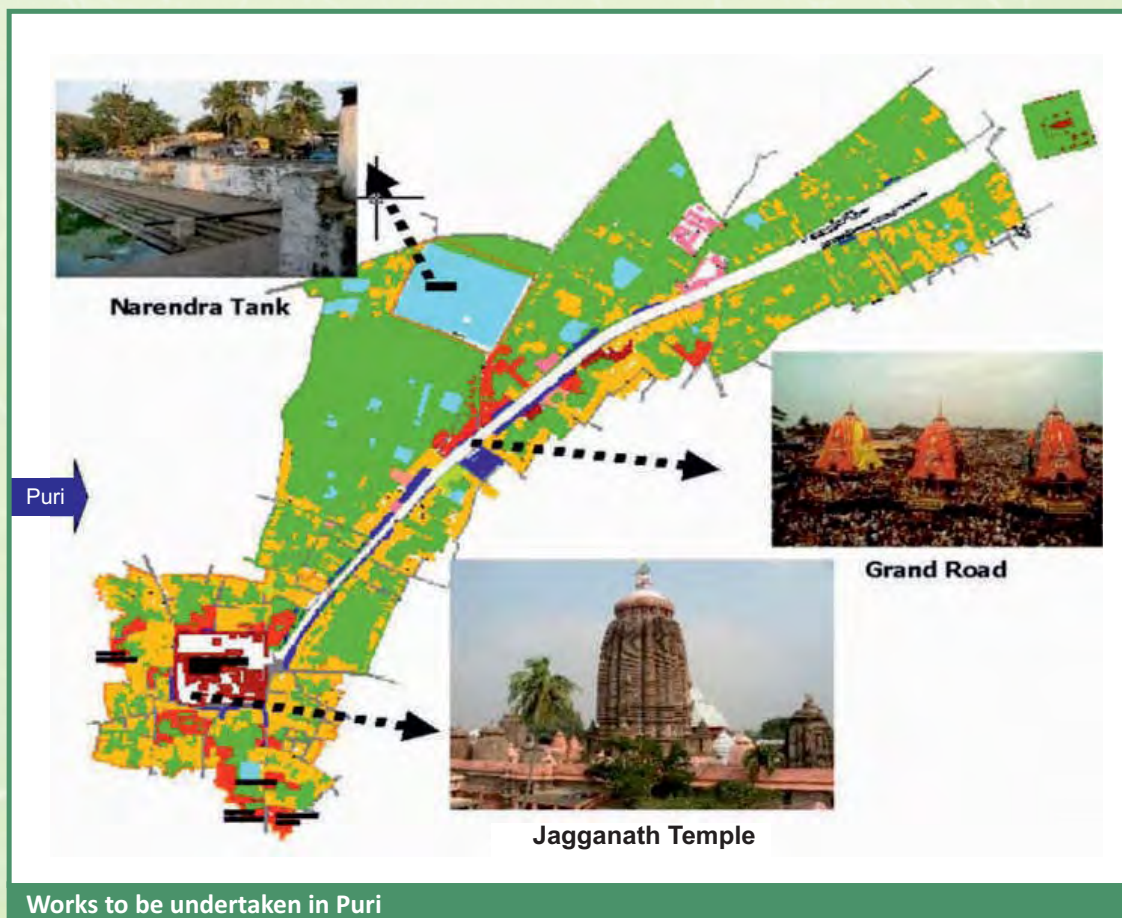 Narendra Tank
Puri
Grand Road
Jagganath Temple
Works to be undertaken in Puri